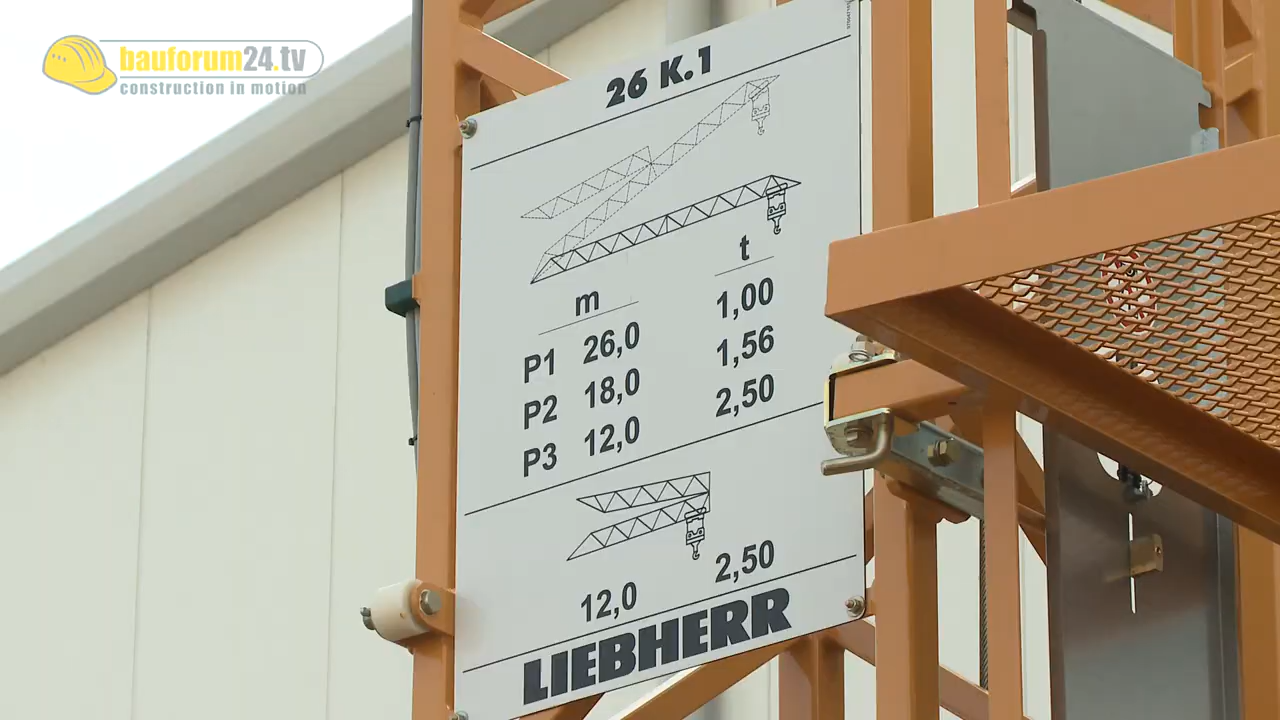 bauforum24.tv
construction in motion
26 K.1
m t
P1 26,0 1,00
P2 18,0 1,56
P3 12,0 2,50
12,0 2,50
LIEBHERR